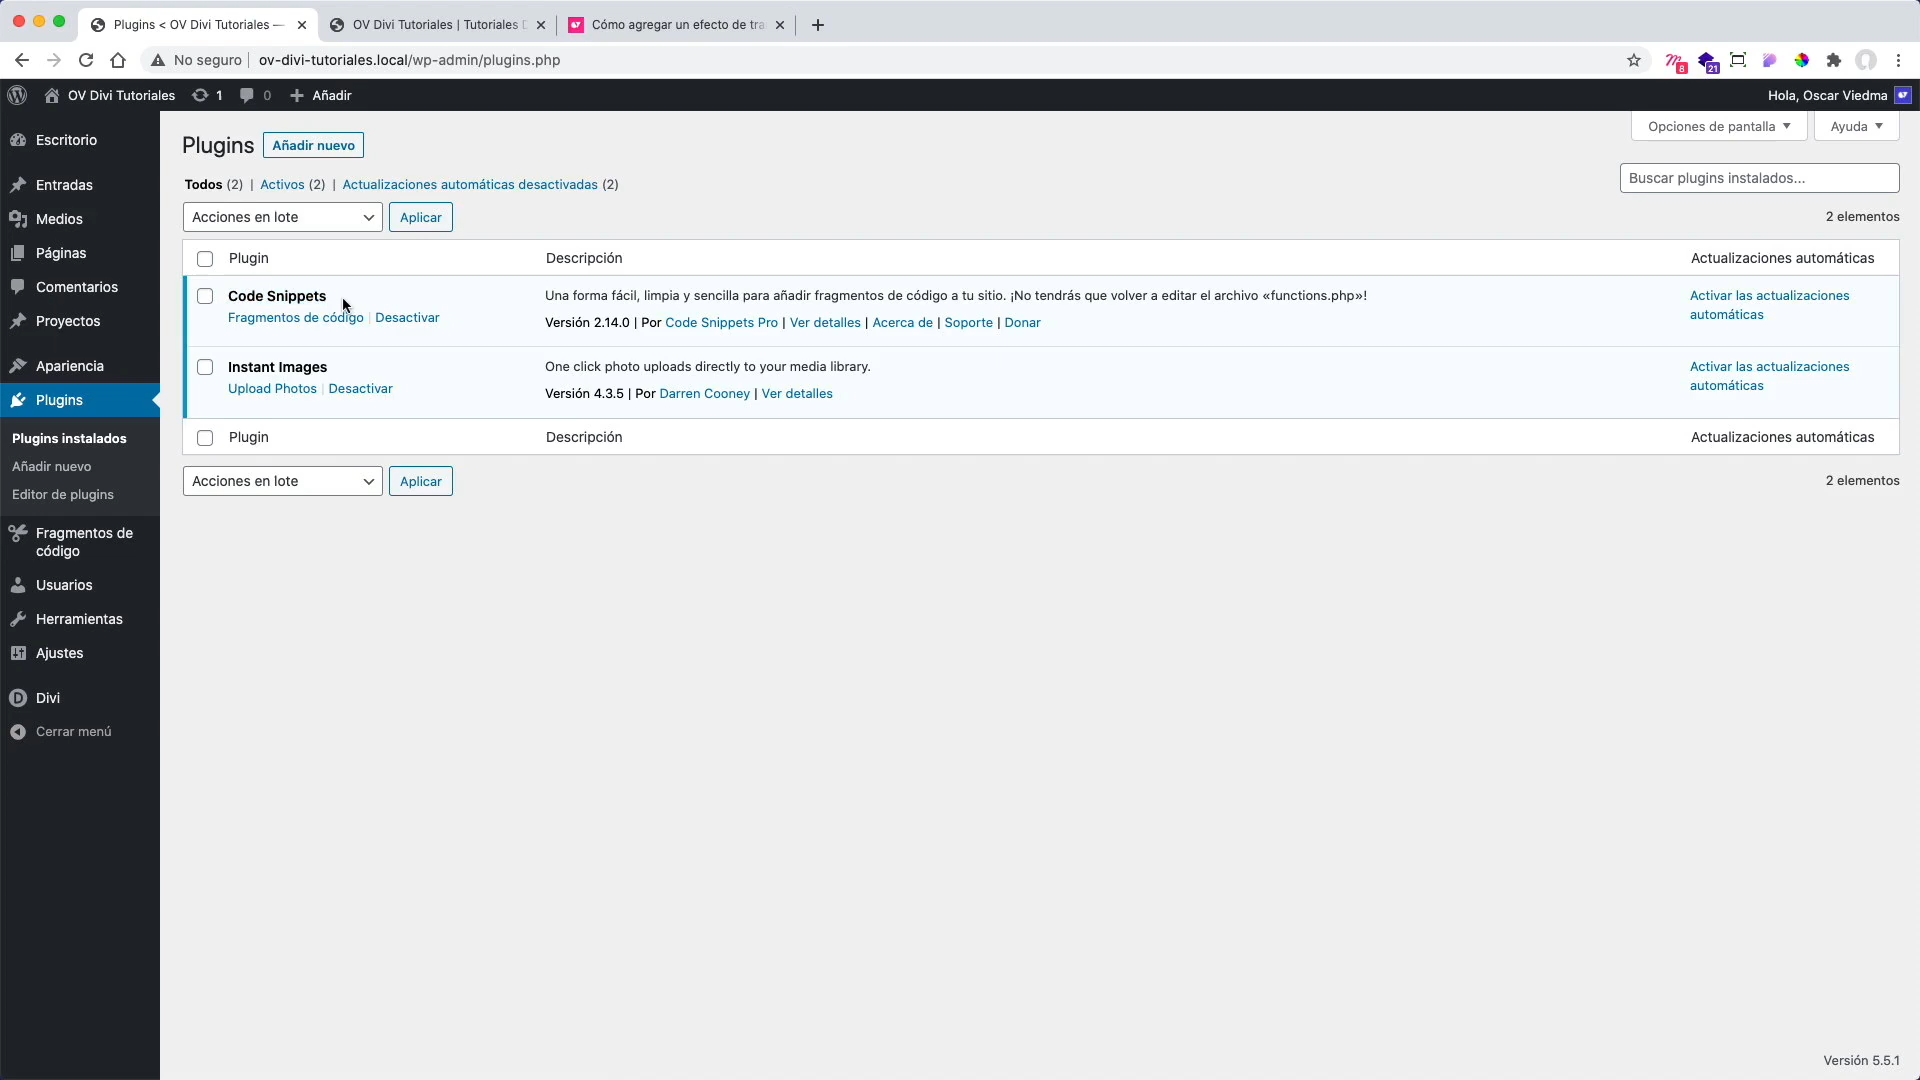 Plugins < OV Divi Tutoriales —
OV Divi Tutoriales | Tutoriales D
Cómo agregar un efecto de tra
No seguro
ov-divi-tutoriales.local/wp-admin/plugins.php
8
21
OV Divi Tutoriales
1
0
Añadir
Hola, Oscar Viedma
Escritorio
Entradas
Medios
Páginas
Comentarios
Proyectos
Apariencia
Plugins
Plugins instalados
Añadir nuevo
Editor de plugins
Fragmentos de
código
Usuarios
Herramientas
Ajustes
Divi
Cerrar menú
Plugins
Añadir nuevo
Opciones de pantalla
Ayuda
Todos (2) | Activos (2) | Actualizaciones automáticas desactivadas (2)
Buscar plugins instalados...
Acciones en lote
Aplicar
2 elementos
Plugin
Descripción
Actualizaciones automáticas
Code Snippets
Fragmentos de código | Desactivar
Una forma fácil, limpia y sencilla para añadir fragmentos de código a tu sitio. ¡No tendrás que volver a editar el archivo «functions.php»!
Versión 2.14.0 | Por Code Snippets Pro | Ver detalles | Acerca de | Soporte | Donar
Activar las actualizaciones
automáticas
Instant Images
Upload Photos | Desactivar
One click photo uploads directly to your media library.
Versión 4.3.5 | Por Darren Cooney | Ver detalles
Activar las actualizaciones
automáticas
Plugin
Descripción
Actualizaciones automáticas
Acciones en lote
Aplicar
2 elementos
Versión 5.5.1